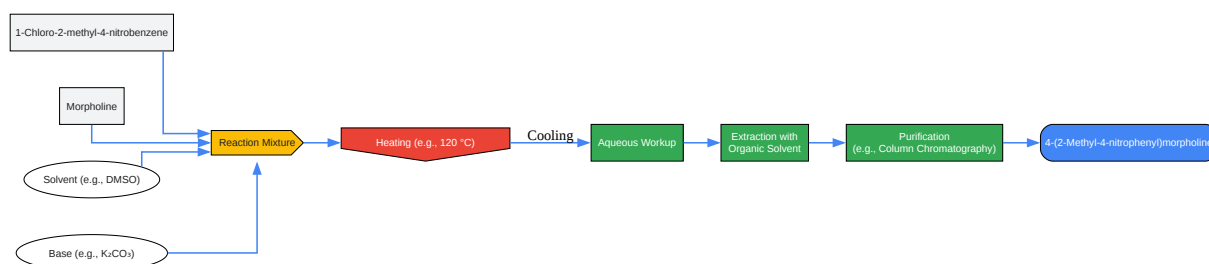 1-Chloro-2-methyl-4-nitrobenzene
Morpholine
Solvent (e.g., DMSO)
Base (e.g., K₂CO₃)
Reaction Mixture
Heating (e.g., 120 °C)
Cooling
Aqueous Workup
Extraction with
Organic Solvent
Purification
(e.g., Column Chromatography)
4-(2-Methyl-4-nitrophenyl)morpholine